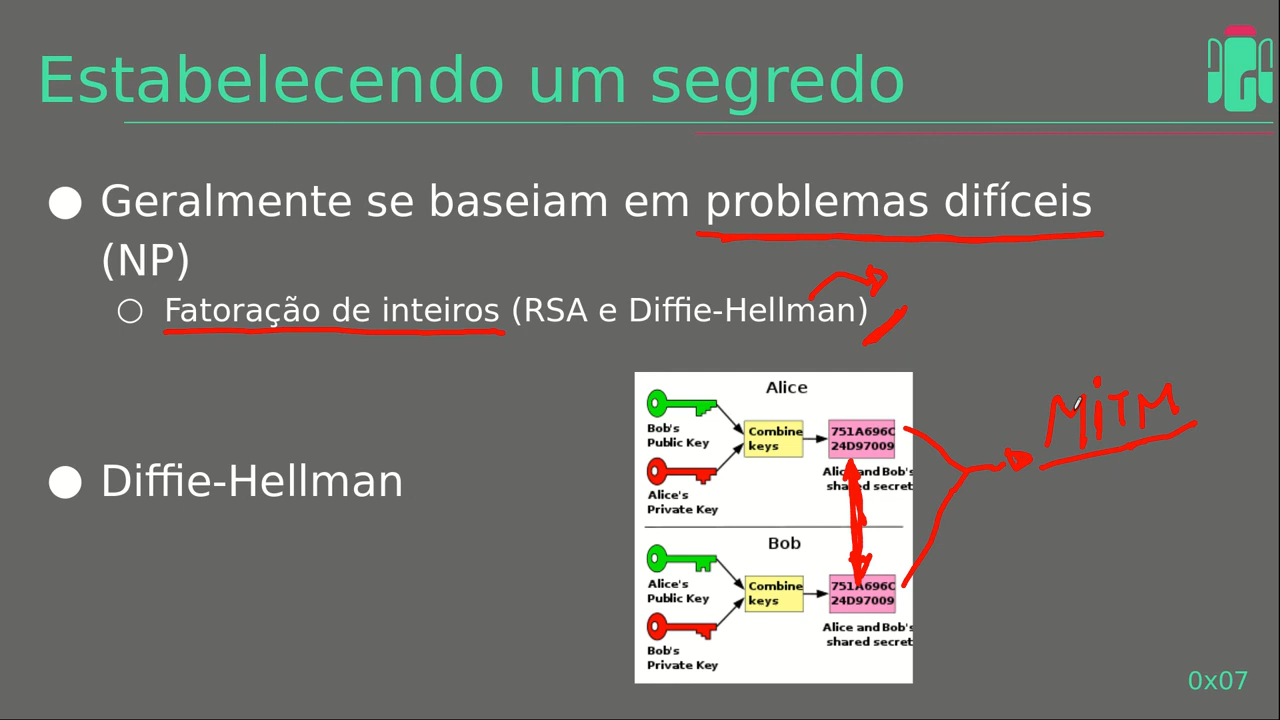 Estabelecendo um segredo
● Geralmente se baseiam em problemas difíceis
(NP)
○ Fatoração de inteiros (RSA e Diffie-Hellman)
● Diffie-Hellman
Alice
Bob's
Public Key
Alice's
Private Key
Combine
keys
751A696C
24D97009
Alice and Bob's
shared secret
Bob
Alice's
Public Key
Bob's
Private Key
Combine
keys
751A696C
24D97009
Alice and Bob's
shared secret
MiTM
0x07